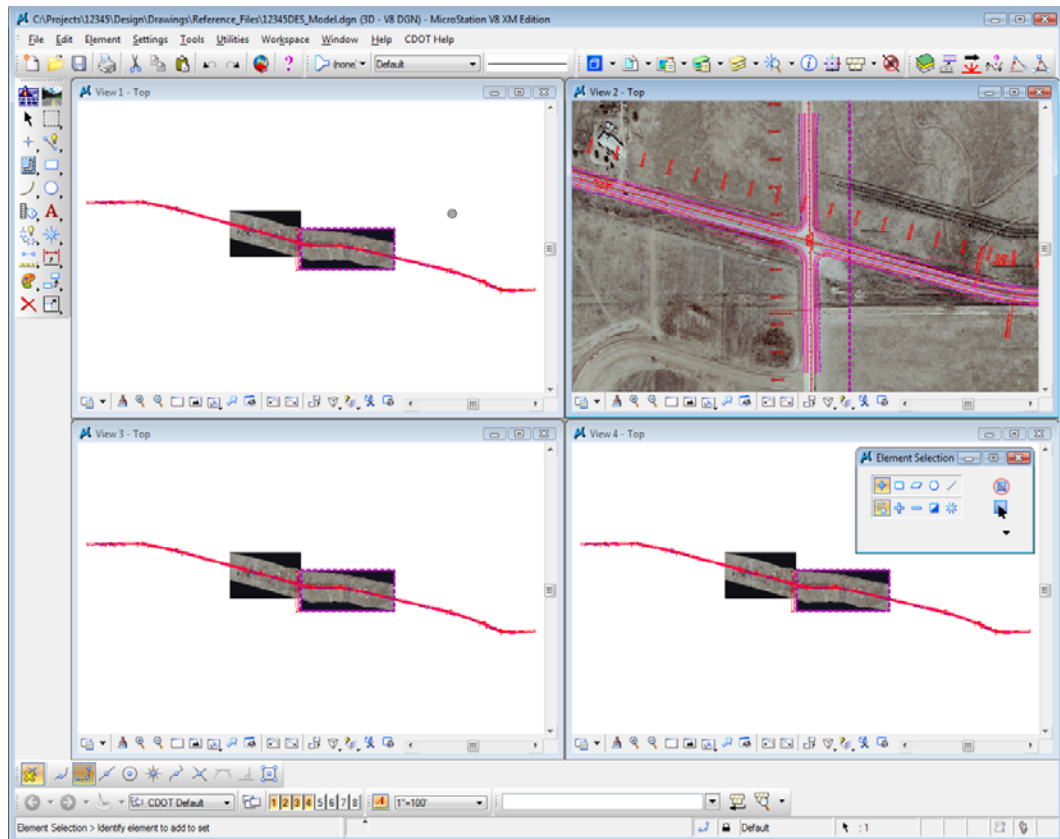 C:\Projects\12345\Design\Drawings\Reference_Files\12345DES_Model.dgn (3D - V8 DGN) - MicroStation V8 XM Edition
File Edit Element Settings Tools Utilities Workspace Window Help CDOT Help
(none) Default
View 1 - Top
View 2 - Top
View 3 - Top
View 4 - Top
Element Selection
CDOT Default 1 2 3 4 5 6 7 8 1"=100'
Element Selection > Identify element to add to set Default : 1